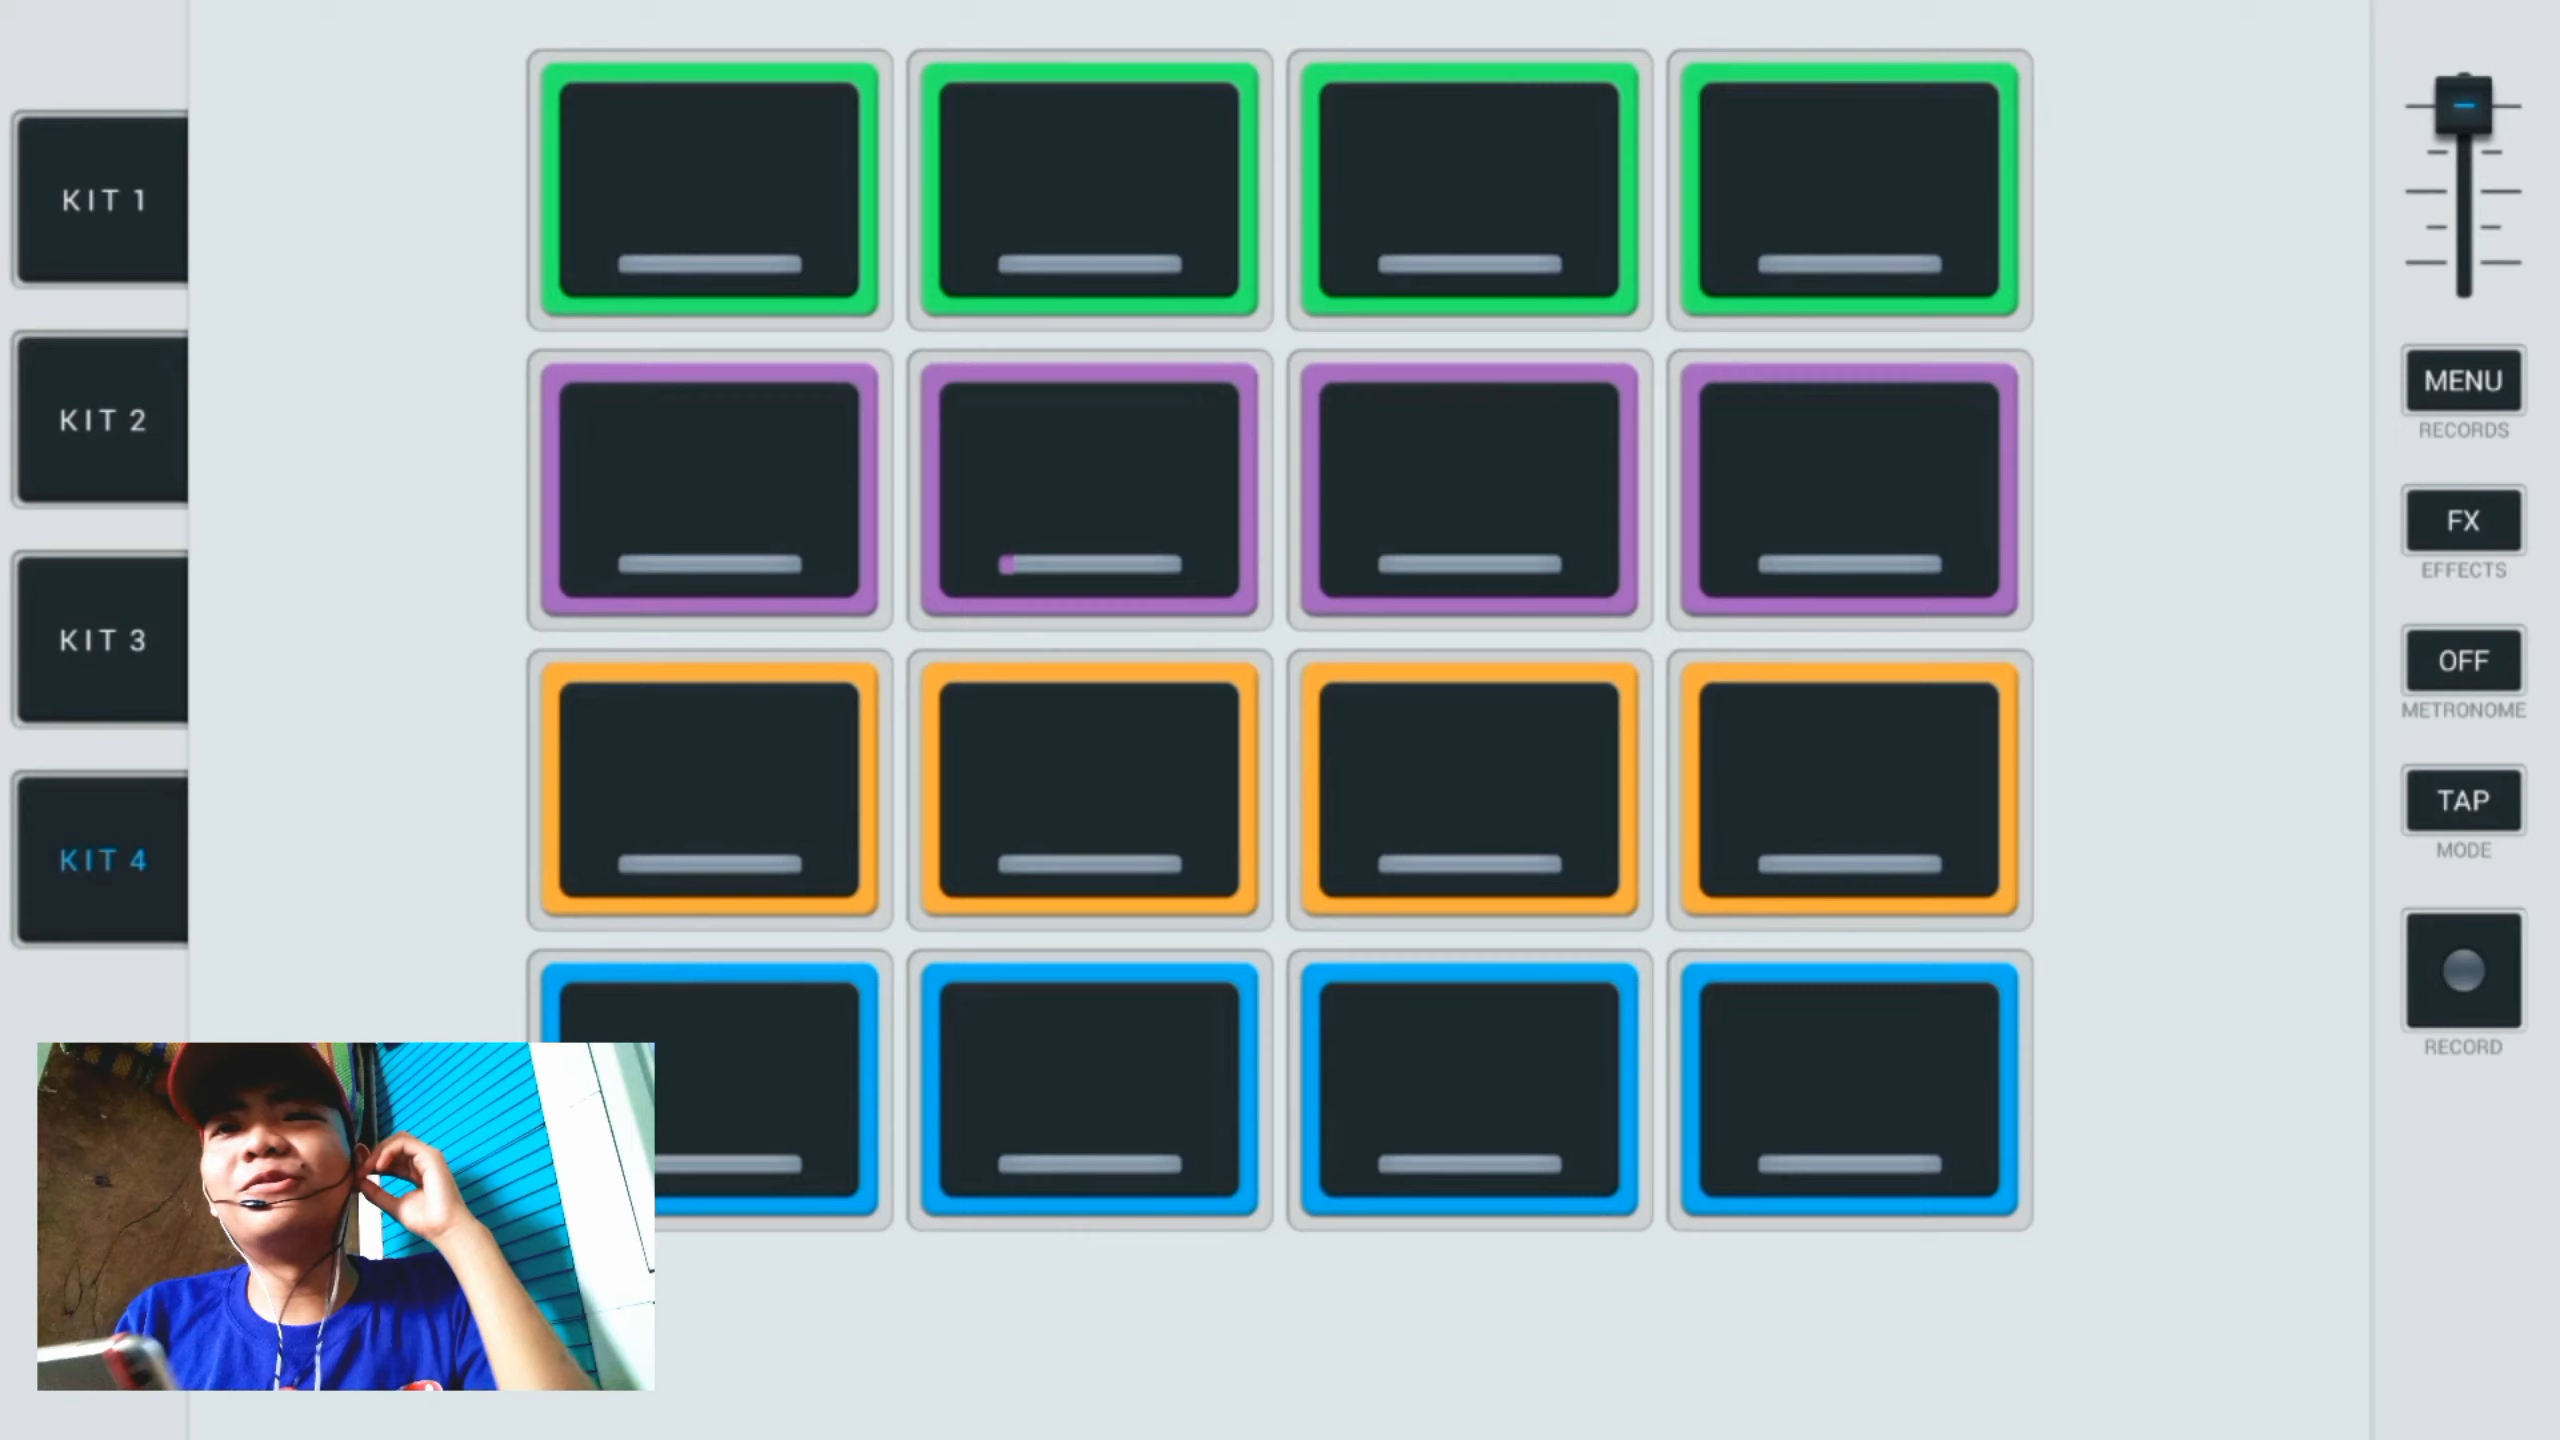 KIT 1
KIT 2
KIT 3
KIT 4
MENU
RECORDS
FX
EFFECTS
OFF
METRONOME
TAP
MODE
RECORD